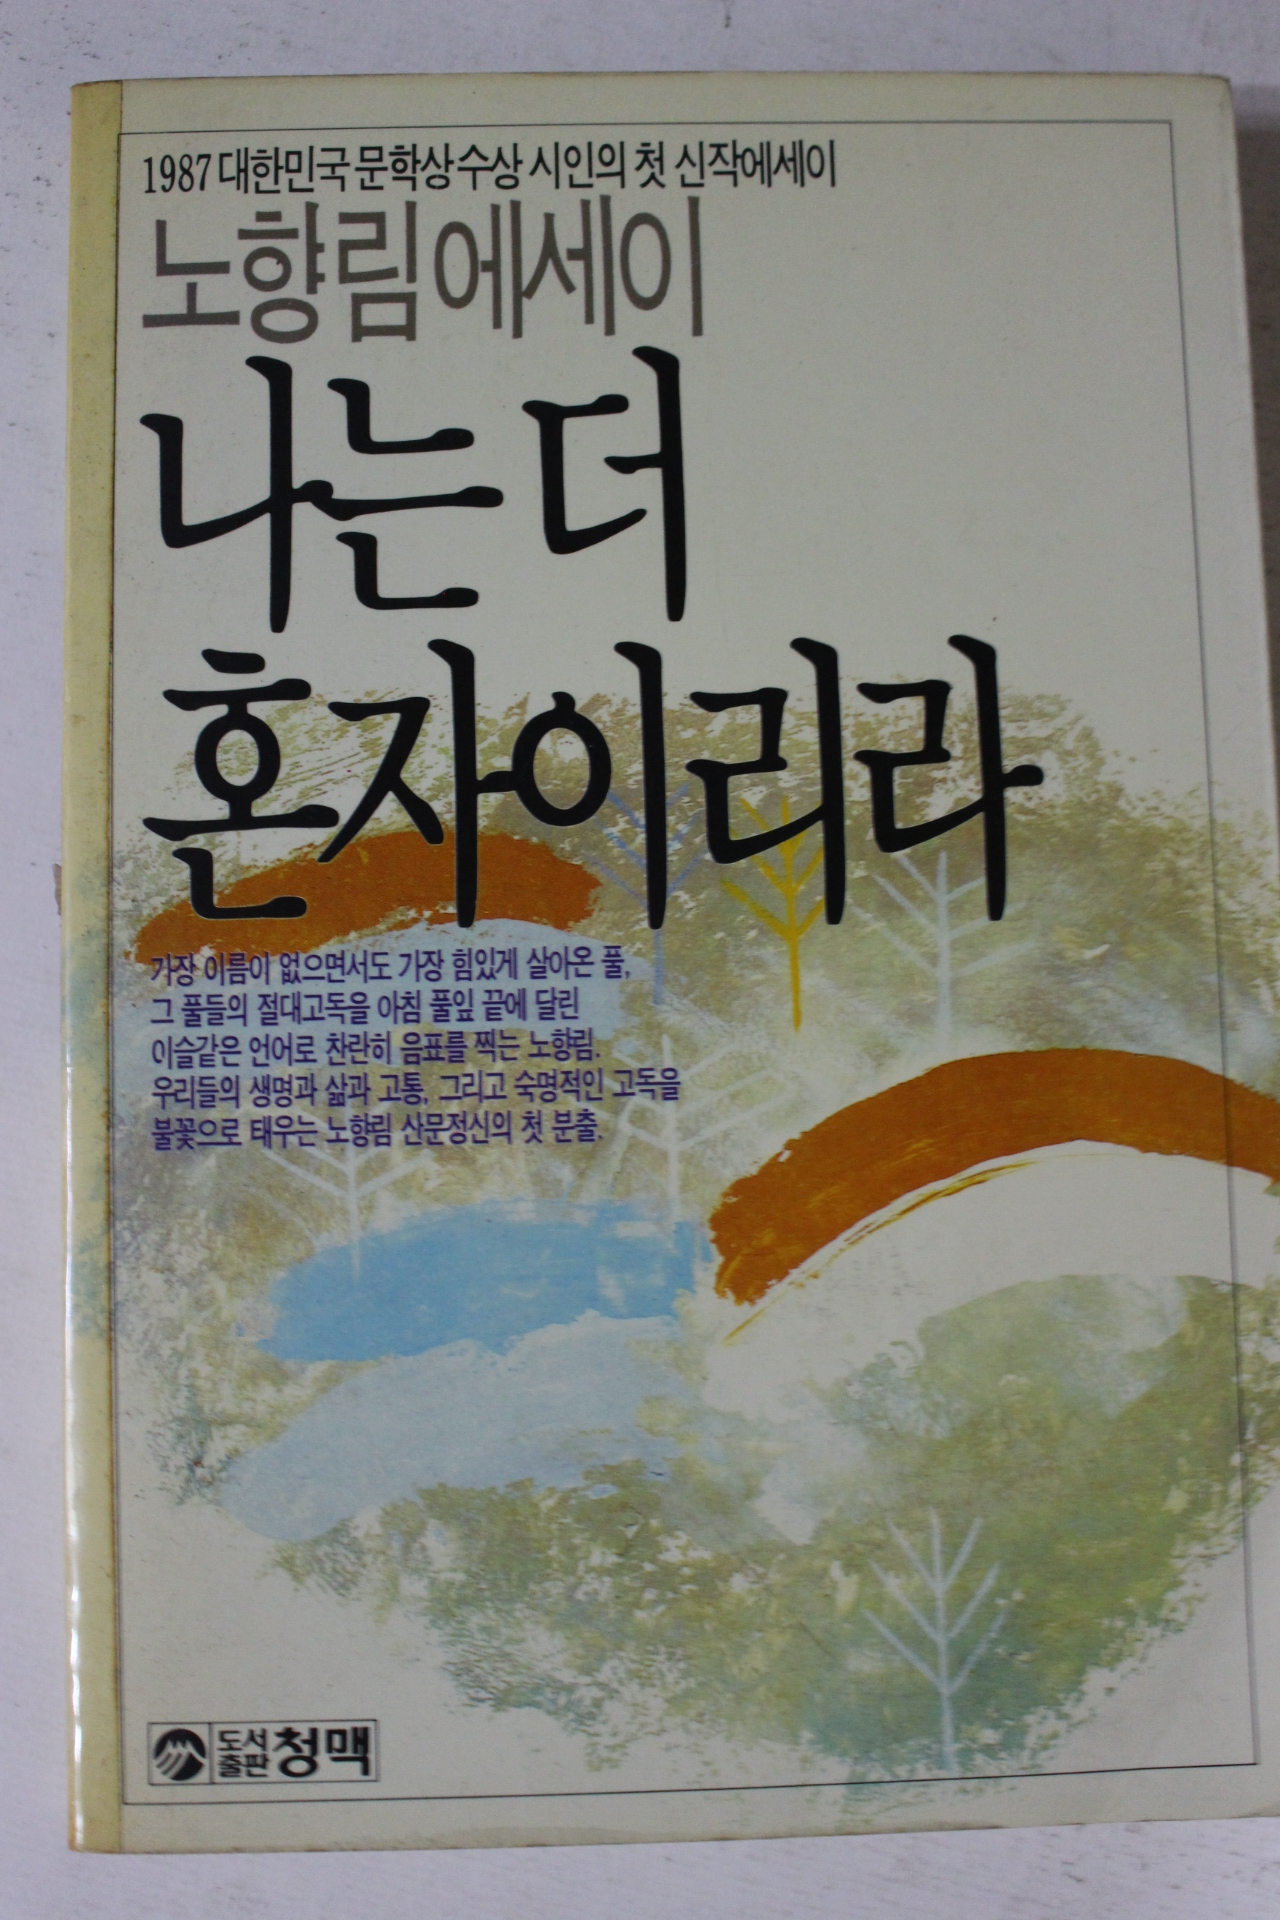 1987 대한민국 문학상 수상 시인의 첫 신작에세이
노향림 에세이
나는 더
혼자이리라
가장 이름이 없으면서도 가장 힘있게 살아온 풀,
그 풀들의 절대고독을 아침 풀잎 끝에 달린
이슬같은 언어로 찬란히 음표를 찍는 노향림.
우리들의 생명과 삶과 고통, 그리고 숙명적인 고독을
불꽃으로 태우는 노향림 산문정신의 첫 분출.
도서
출판 청맥